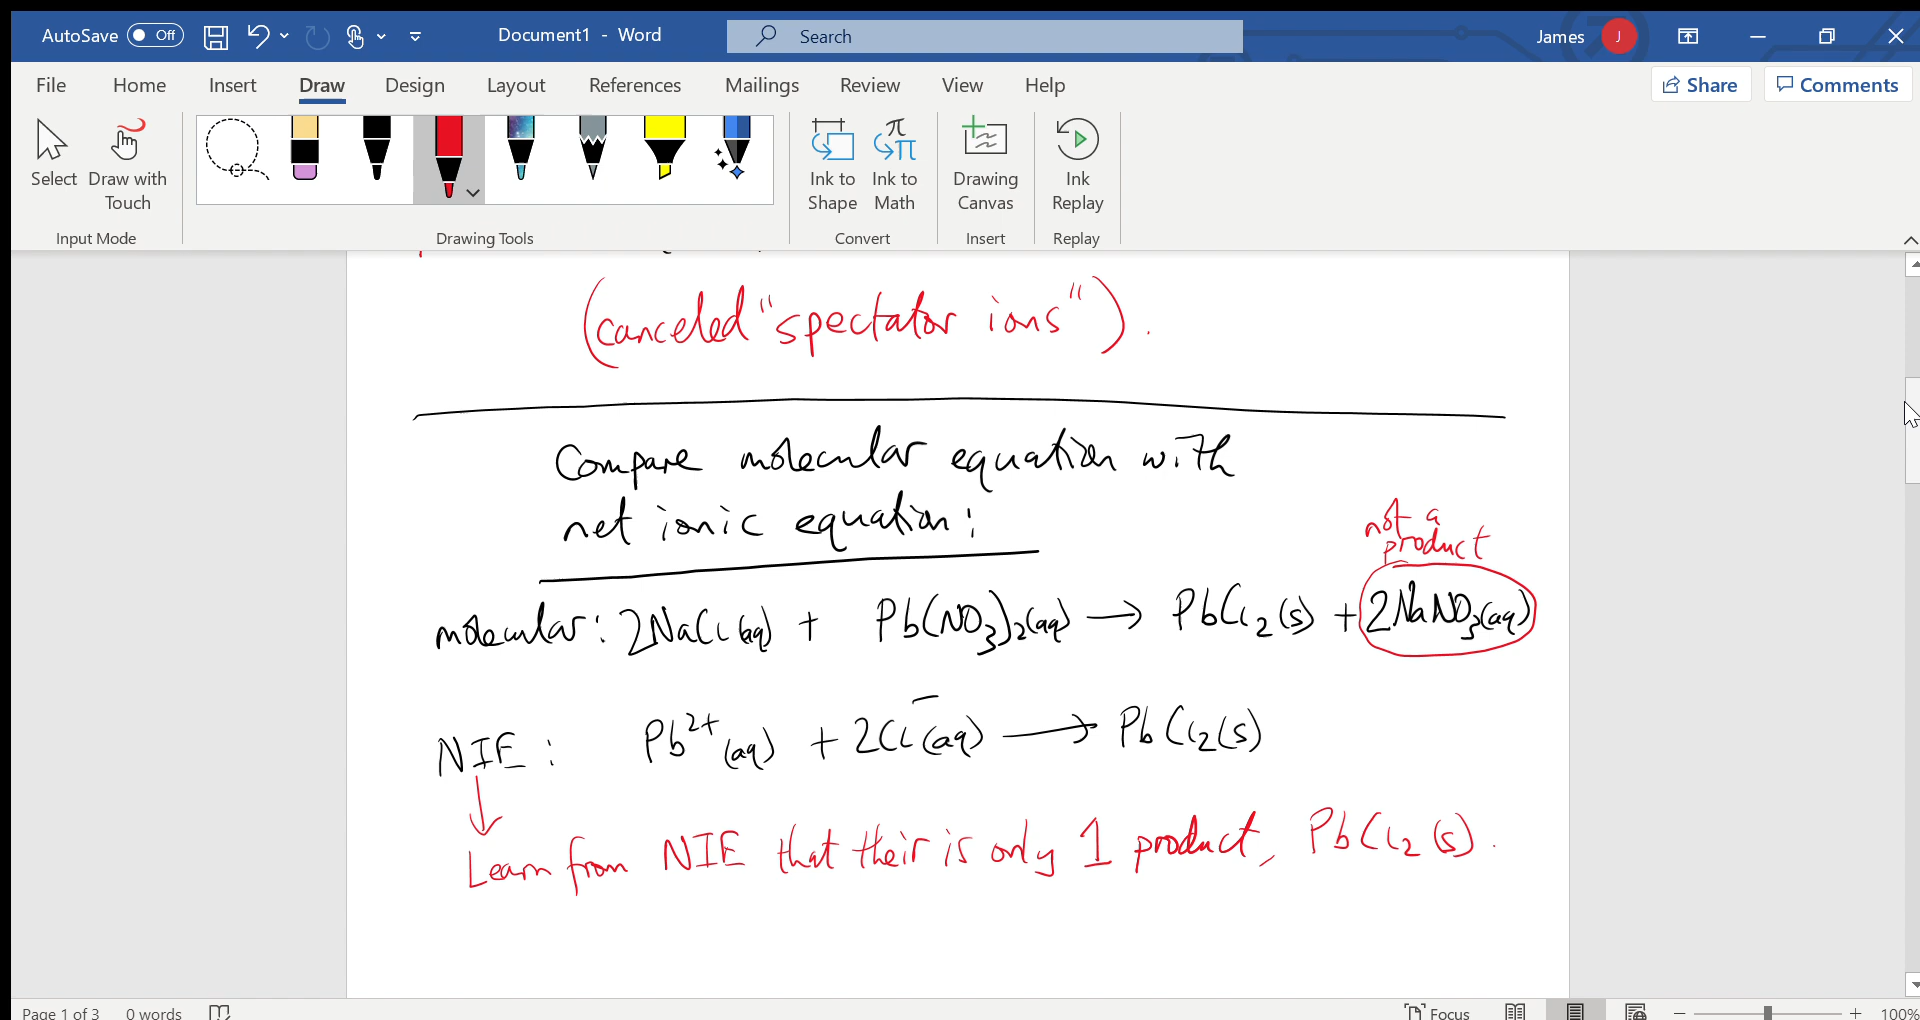 AutoSave Off Document1 - Word Search James J
File Home Insert Draw Design Layout References Mailings Review View Help Share Comments
Select Draw with Touch Ink to Shape Ink to Math Drawing Canvas Ink Replay
Input Mode Drawing Tools Convert Insert Replay
(canceled "spectator ions").
Compare molecular equation with
net ionic equation:
not a
product
molecular: 2NaCl(aq) + Pb(NO₃)₂(aq) → PbCl₂(s) + 2NaNO₃(aq)
NIE: Pb²⁺(aq) + 2Cl⁻(aq) → PbCl₂(s)
Learn from NIE that their is only 1 product, PbCl₂(s).
Page 1 of 3 0 words Focus 100%